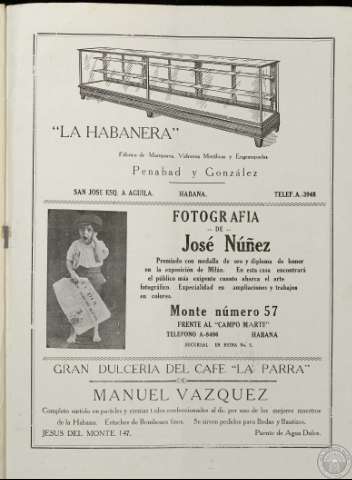 "LA HABANERA"
Fábrica de Mamparas, Vidrieras Metálicas y Engrampadas
Penabad y González
SAN JOSE ESQ. A AGUILA. HABANA. TELEF. A.-3948
FOTOGRAFIA
-- DE --
José Núñez
Premiado con medalla de oro y diploma de honor
en la exposición de Milán. En esta casa encontrará
el público más exigente cuanto abarca el arte
fotográfico. Especialidad en ampliaciones y trabajos
en colores.
Monte número 57
FRENTE AL "CAMPO MARTE"
TELEFONO A-8406 HABANA
SUCURSAL EN REINA No. 5.
GRAN DULCERIA DEL CAFE "LA PARRA"
DE
MANUEL VAZQUEZ
Completo surtido en pasteles y cremas todos confeccionados al día por uno de los mejores maestros
de la Habana. Estuches de Bombones finos. Se sirven pedidos para Bodas y Bautizos.
JESUS DEL MONTE 147. Puente de Agua Dulce.